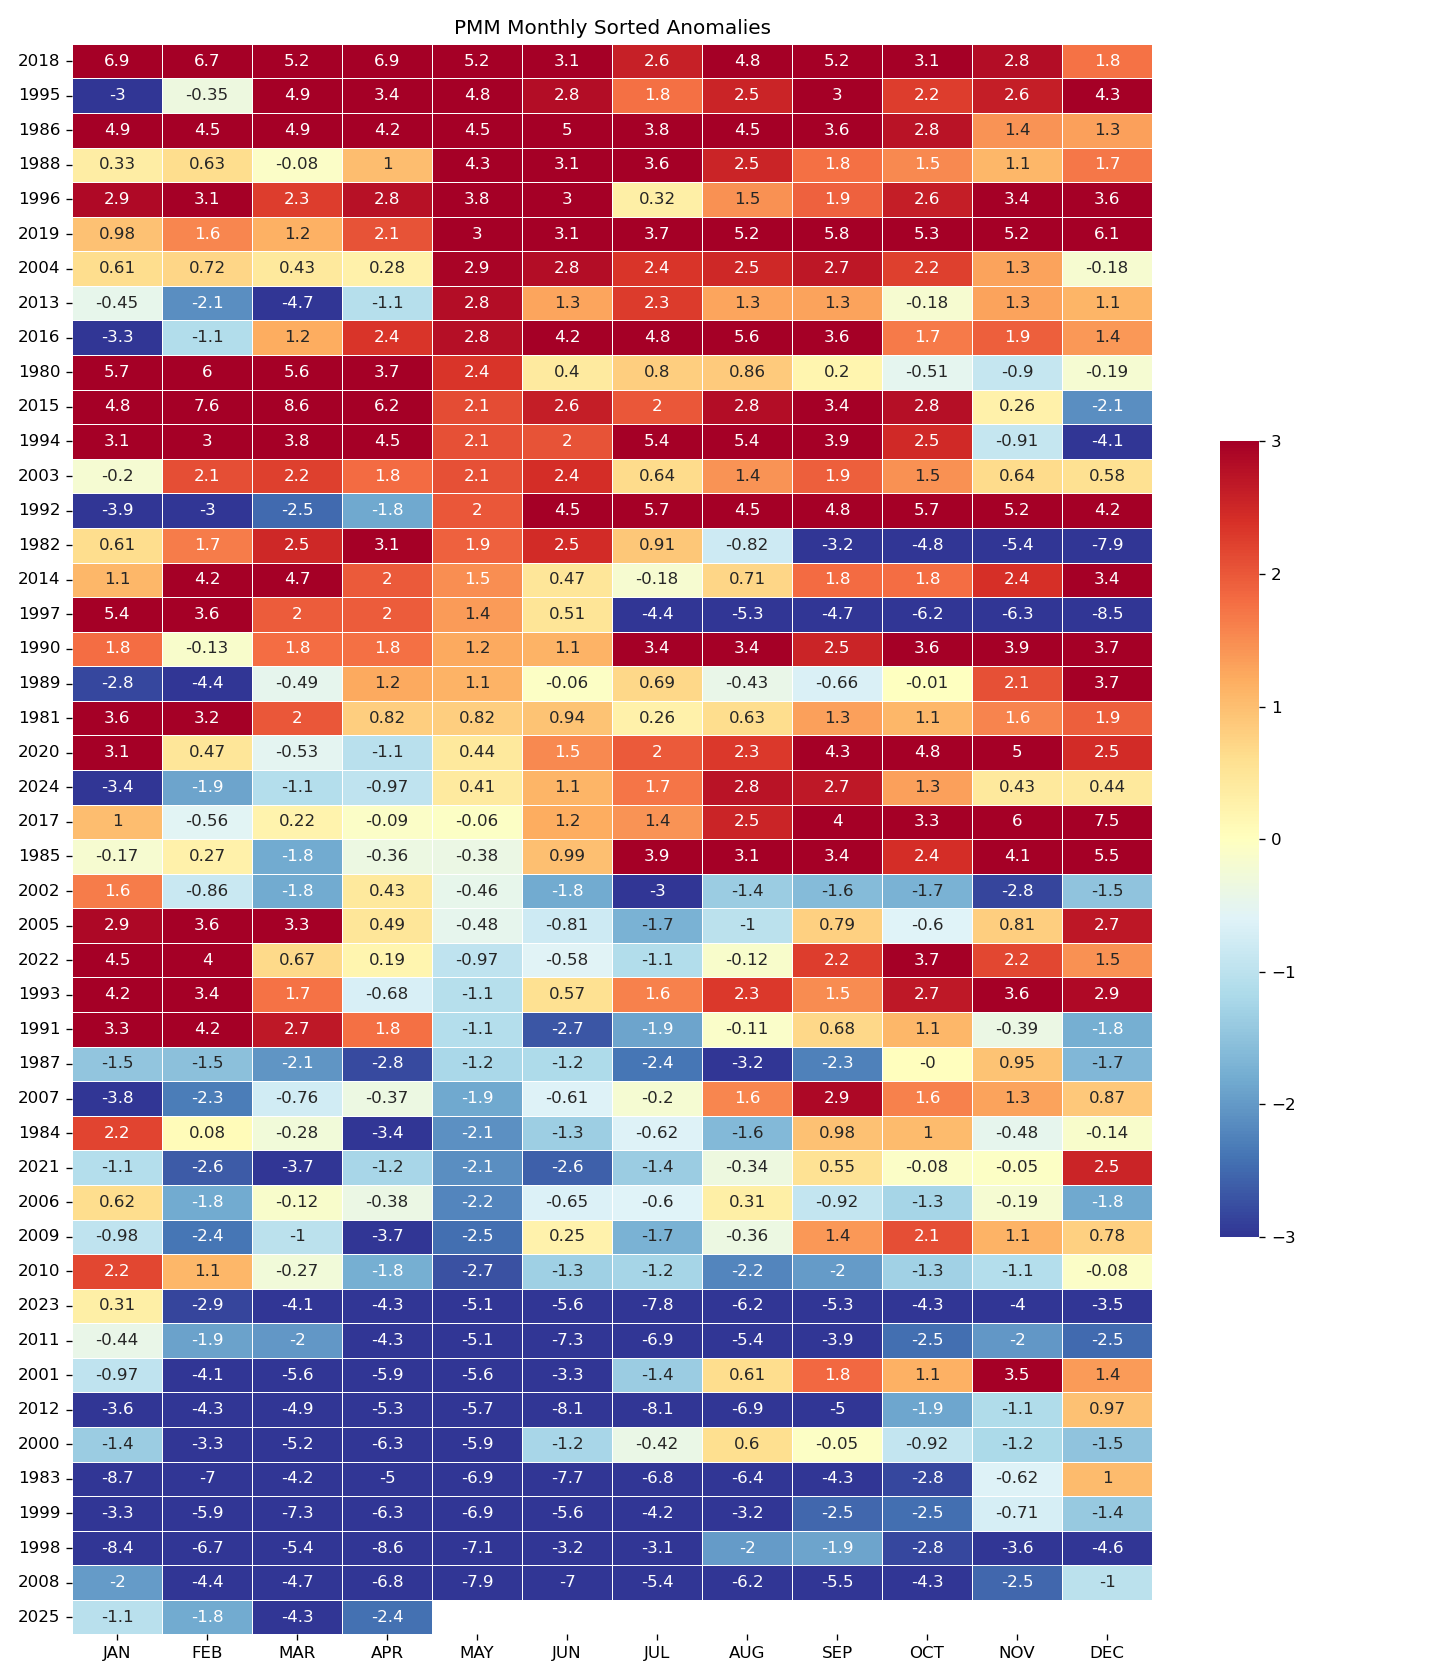 PMM Monthly Sorted Anomalies
2018 6.9 6.7 5.2 6.9 5.2 3.1 2.6 4.8 5.2 3.1 2.8 1.8
1995 -3 -0.35 4.9 3.4 4.8 2.8 1.8 2.5 3 2.2 2.6 4.3
1986 4.9 4.5 4.9 4.2 4.5 5 3.8 4.5 3.6 2.8 1.4 1.3
1988 0.33 0.63 -0.08 1 4.3 3.1 3.6 2.5 1.8 1.5 1.1 1.7
1996 2.9 3.1 2.3 2.8 3.8 3 0.32 1.5 1.9 2.6 3.4 3.6
2019 0.98 1.6 1.2 2.1 3 3.1 3.7 5.2 5.8 5.3 5.2 6.1
2004 0.61 0.72 0.43 0.28 2.9 2.8 2.4 2.5 2.7 2.2 1.3 -0.18
2013 -0.45 -2.1 -4.7 -1.1 2.8 1.3 2.3 1.3 1.3 -0.18 1.3 1.1
2016 -3.3 -1.1 1.2 2.4 2.8 4.2 4.8 5.6 3.6 1.7 1.9 1.4
1980 5.7 6 5.6 3.7 2.4 0.4 0.8 0.86 0.2 -0.51 -0.9 -0.19
2015 4.8 7.6 8.6 6.2 2.1 2.6 2 2.8 3.4 2.8 0.26 -2.1
1994 3.1 3 3.8 4.5 2.1 2 5.4 5.4 3.9 2.5 -0.91 -4.1
2003 -0.2 2.1 2.2 1.8 2.1 2.4 0.64 1.4 1.9 1.5 0.64 0.58
1992 -3.9 -3 -2.5 -1.8 2 4.5 5.7 4.5 4.8 5.7 5.2 4.2
1982 0.61 1.7 2.5 3.1 1.9 2.5 0.91 -0.82 -3.2 -4.8 -5.4 -7.9
2014 1.1 4.2 4.7 2 1.5 0.47 -0.18 0.71 1.8 1.8 2.4 3.4
1997 5.4 3.6 2 2 1.4 0.51 -4.4 -5.3 -4.7 -6.2 -6.3 -8.5
1990 1.8 -0.13 1.8 1.8 1.2 1.1 3.4 3.4 2.5 3.6 3.9 3.7
1989 -2.8 -4.4 -0.49 1.2 1.1 -0.06 0.69 -0.43 -0.66 -0.01 2.1 3.7
1981 3.6 3.2 2 0.82 0.82 0.94 0.26 0.63 1.3 1.1 1.6 1.9
2020 3.1 0.47 -0.53 -1.1 0.44 1.5 2 2.3 4.3 4.8 5 2.5
2024 -3.4 -1.9 -1.1 -0.97 0.41 1.1 1.7 2.8 2.7 1.3 0.43 0.44
2017 1 -0.56 0.22 -0.09 -0.06 1.2 1.4 2.5 4 3.3 6 7.5
1985 -0.17 0.27 -1.8 -0.36 -0.38 0.99 3.9 3.1 3.4 2.4 4.1 5.5
2002 1.6 -0.86 -1.8 0.43 -0.46 -1.8 -3 -1.4 -1.6 -1.7 -2.8 -1.5
2005 2.9 3.6 3.3 0.49 -0.48 -0.81 -1.7 -1 0.79 -0.6 0.81 2.7
2022 4.5 4 0.67 0.19 -0.97 -0.58 -1.1 -0.12 2.2 3.7 2.2 1.5
1993 4.2 3.4 1.7 -0.68 -1.1 0.57 1.6 2.3 1.5 2.7 3.6 2.9
1991 3.3 4.2 2.7 1.8 -1.1 -2.7 -1.9 -0.11 0.68 1.1 -0.39 -1.8
1987 -1.5 -1.5 -2.1 -2.8 -1.2 -1.2 -2.4 -3.2 -2.3 -0 0.95 -1.7
2007 -3.8 -2.3 -0.76 -0.37 -1.9 -0.61 -0.2 1.6 2.9 1.6 1.3 0.87
1984 2.2 0.08 -0.28 -3.4 -2.1 -1.3 -0.62 -1.6 0.98 1 -0.48 -0.14
2021 -1.1 -2.6 -3.7 -1.2 -2.1 -2.6 -1.4 -0.34 0.55 -0.08 -0.05 2.5
2006 0.62 -1.8 -0.12 -0.38 -2.2 -0.65 -0.6 0.31 -0.92 -1.3 -0.19 -1.8
2009 -0.98 -2.4 -1 -3.7 -2.5 0.25 -1.7 -0.36 1.4 2.1 1.1 0.78
2010 2.2 1.1 -0.27 -1.8 -2.7 -1.3 -1.2 -2.2 -2 -1.3 -1.1 -0.08
2023 0.31 -2.9 -4.1 -4.3 -5.1 -5.6 -7.8 -6.2 -5.3 -4.3 -4 -3.5
2011 -0.44 -1.9 -2 -4.3 -5.1 -7.3 -6.9 -5.4 -3.9 -2.5 -2 -2.5
2001 -0.97 -4.1 -5.6 -5.9 -5.6 -3.3 -1.4 0.61 1.8 1.1 3.5 1.4
2012 -3.6 -4.3 -4.9 -5.3 -5.7 -8.1 -8.1 -6.9 -5 -1.9 -1.1 0.97
2000 -1.4 -3.3 -5.2 -6.3 -5.9 -1.2 -0.42 0.6 -0.05 -0.92 -1.2 -1.5
1983 -8.7 -7 -4.2 -5 -6.9 -7.7 -6.8 -6.4 -4.3 -2.8 -0.62 1
1999 -3.3 -5.9 -7.3 -6.3 -6.9 -5.6 -4.2 -3.2 -2.5 -2.5 -0.71 -1.4
1998 -8.4 -6.7 -5.4 -8.6 -7.1 -3.2 -3.1 -2 -1.9 -2.8 -3.6 -4.6
2008 -2 -4.4 -4.7 -6.8 -7.9 -7 -5.4 -6.2 -5.5 -4.3 -2.5 -1
2025 -1.1 -1.8 -4.3 -2.4
JAN FEB MAR APR MAY JUN JUL AUG SEP OCT NOV DEC
3
2
1
0
−1
−2
−3